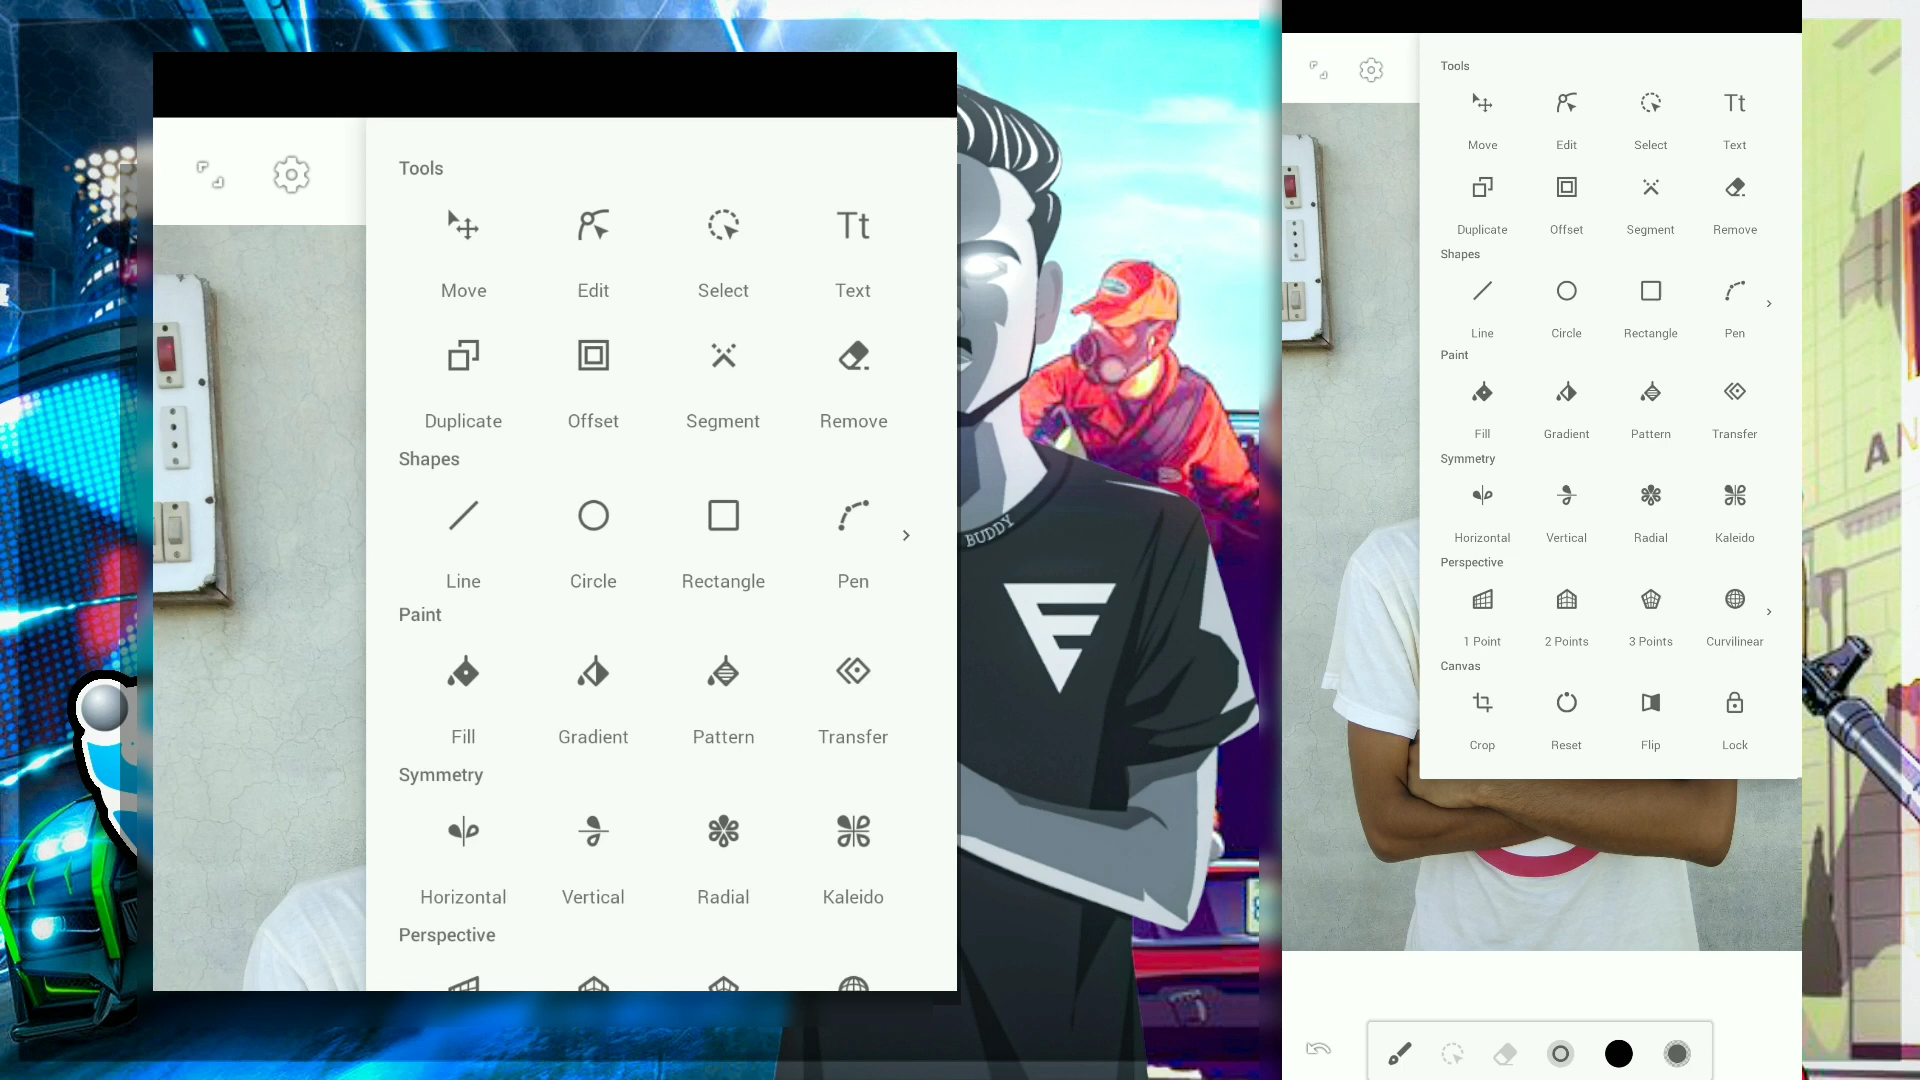 Tools
Move Edit Select Text
Duplicate Offset Segment Remove
Shapes
Line Circle Rectangle Pen
Paint
Fill Gradient Pattern Transfer
Symmetry
Horizontal Vertical Radial Kaleido
Perspective
BUDDY
Tools
Move Edit Select Text
Duplicate Offset Segment Remove
Shapes
Line Circle Rectangle Pen
Paint
Fill Gradient Pattern Transfer
Symmetry
Horizontal Vertical Radial Kaleido
Perspective
1 Point 2 Points 3 Points Curvilinear
Canvas
Crop Reset Flip Lock